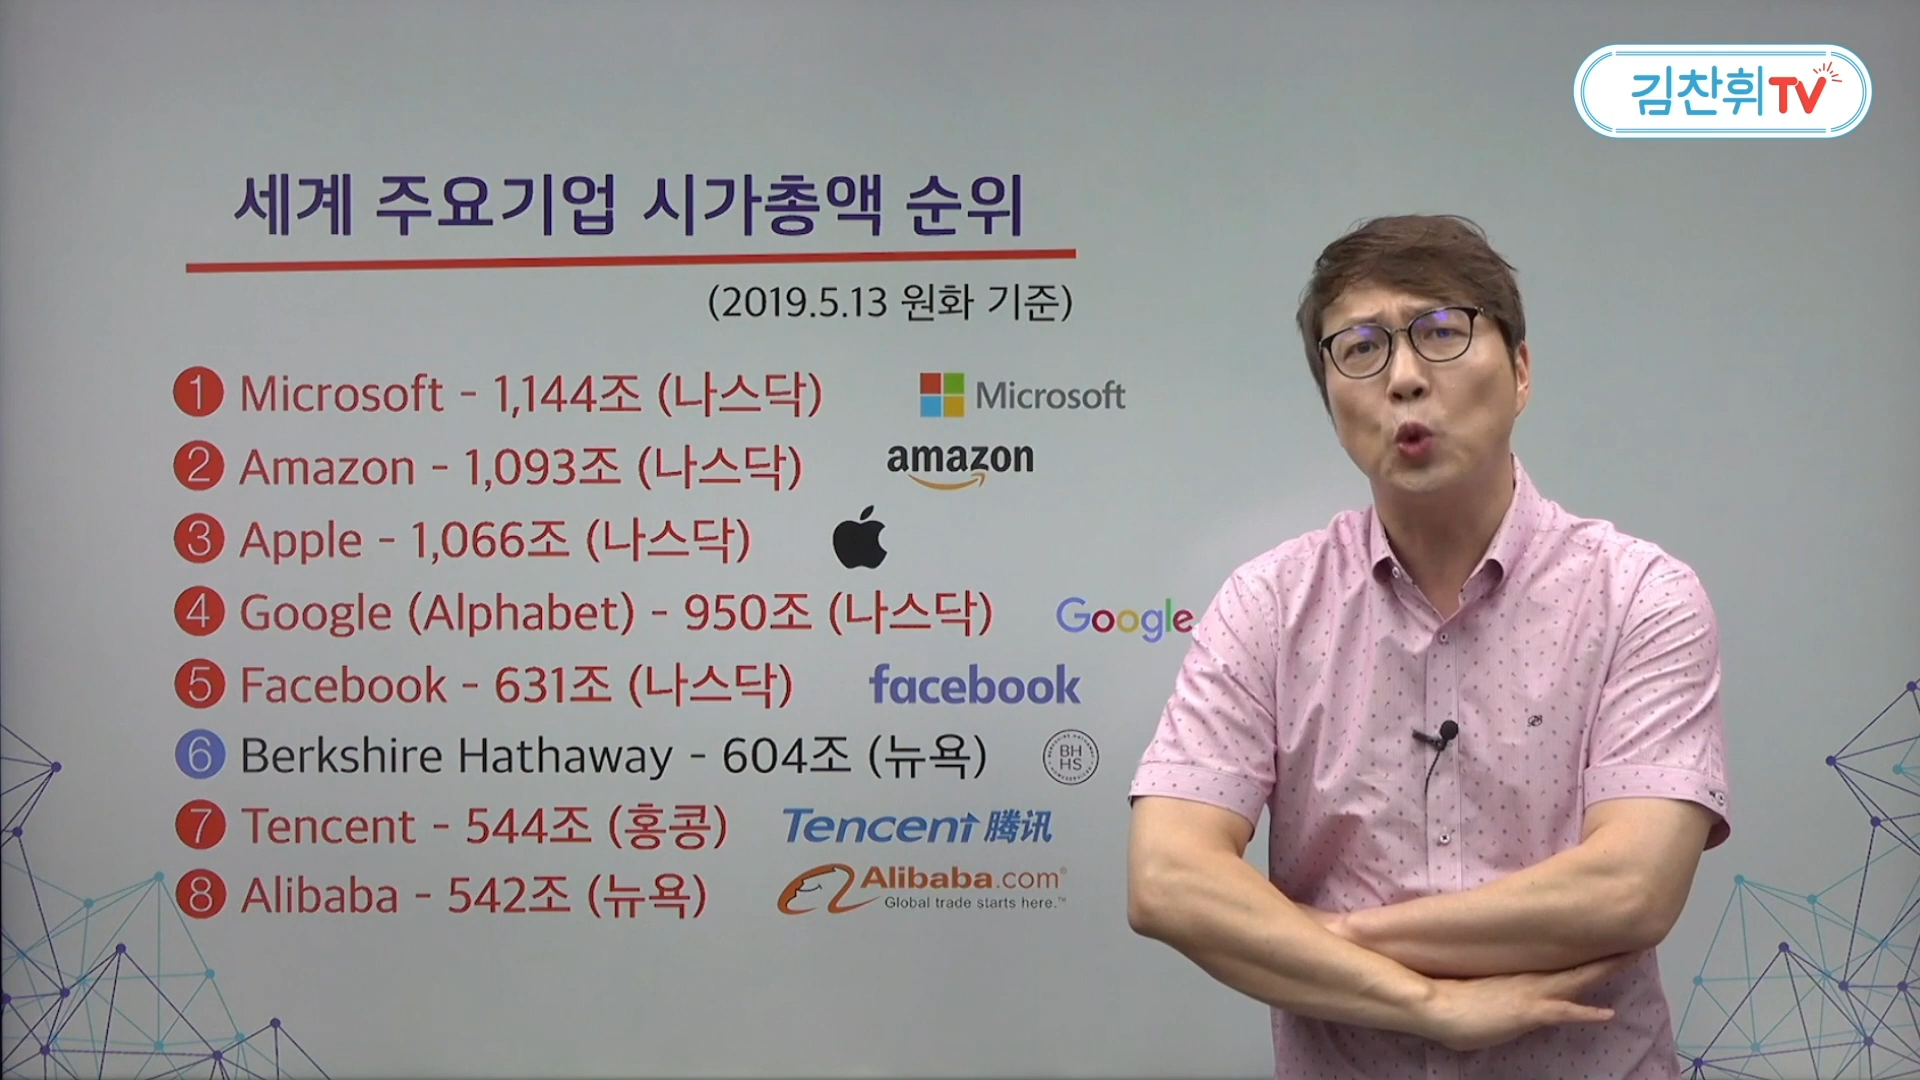 김찬휘TV
세계 주요기업 시가총액 순위
(2019.5.13 원화 기준)
1 Microsoft - 1,144조 (나스닥) Microsoft
2 Amazon - 1,093조 (나스닥) amazon
3 Apple - 1,066조 (나스닥)
4 Google (Alphabet) - 950조 (나스닥) Google
5 Facebook - 631조 (나스닥) facebook
6 Berkshire Hathaway - 604조 (뉴욕) BH HS
7 Tencent - 544조 (홍콩) Tencent 腾讯
8 Alibaba - 542조 (뉴욕) Alibaba.com
Global trade starts here.™